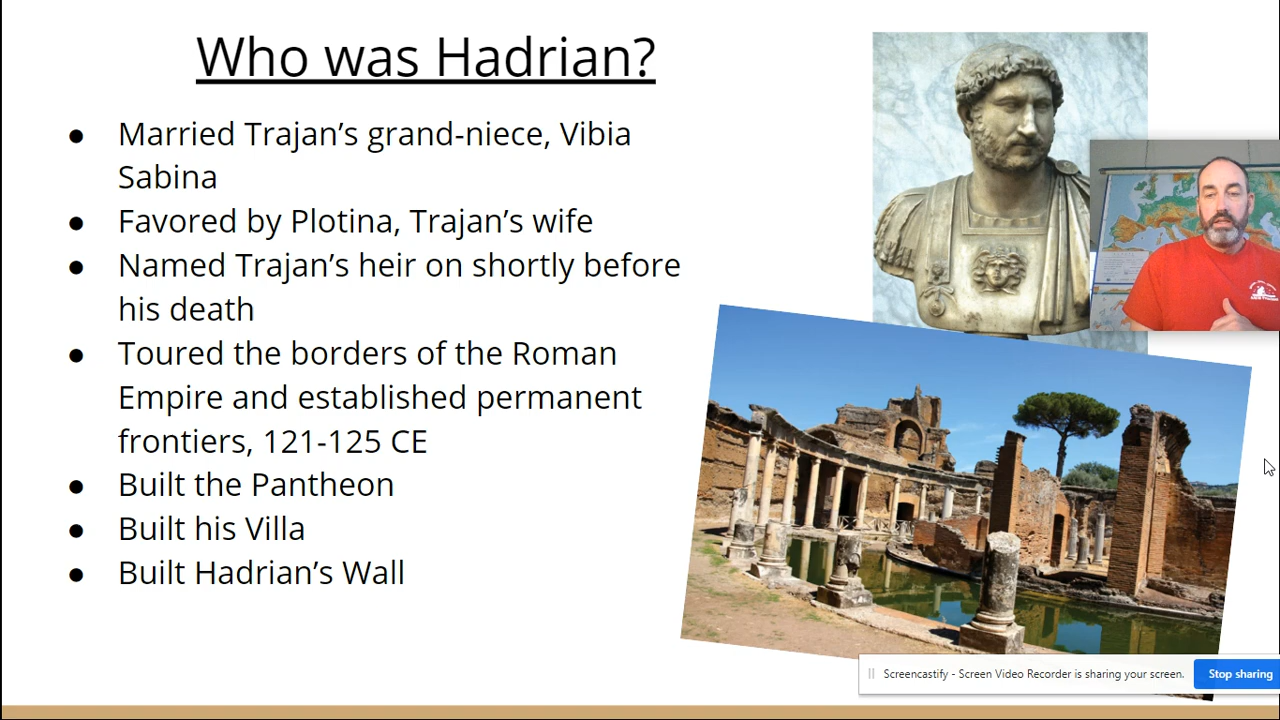 Who was Hadrian?
● Married Trajan’s grand-niece, Vibia
Sabina
● Favored by Plotina, Trajan’s wife
● Named Trajan’s heir on shortly before
his death
● Toured the borders of the Roman
Empire and established permanent
frontiers, 121-125 CE
● Built the Pantheon
● Built his Villa
● Built Hadrian’s Wall
Screencastify - Screen Video Recorder is sharing your screen.
Stop sharing